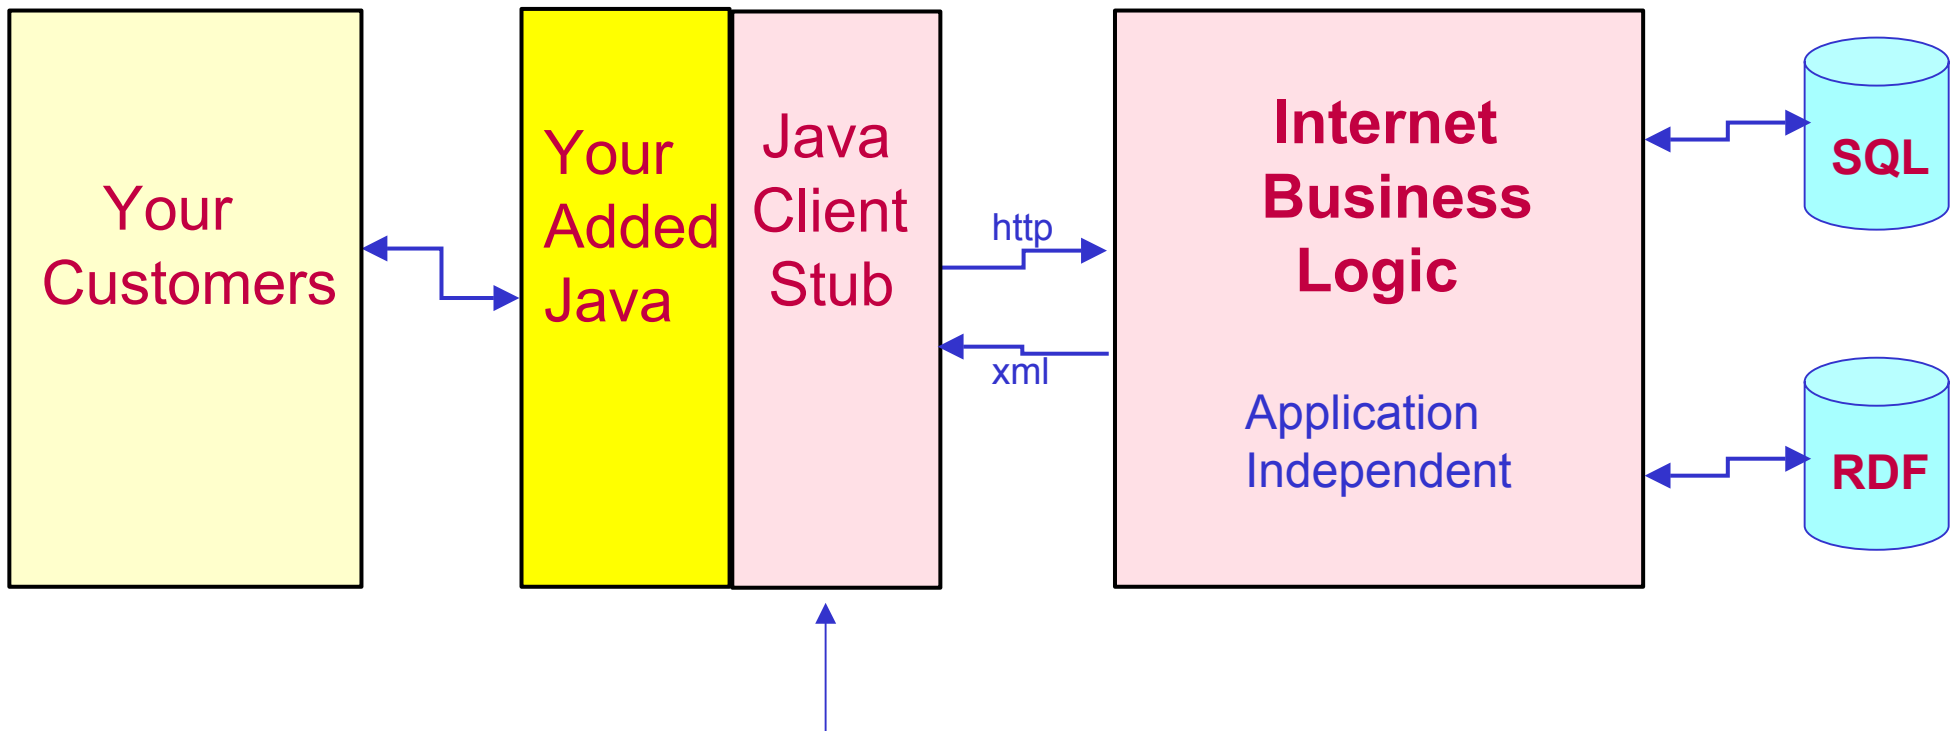 Your
Customers
Your
Added
Java
Java
Client
Stub
http
xml
Internet
Business
Logic
Application
Independent
SQL
RDF